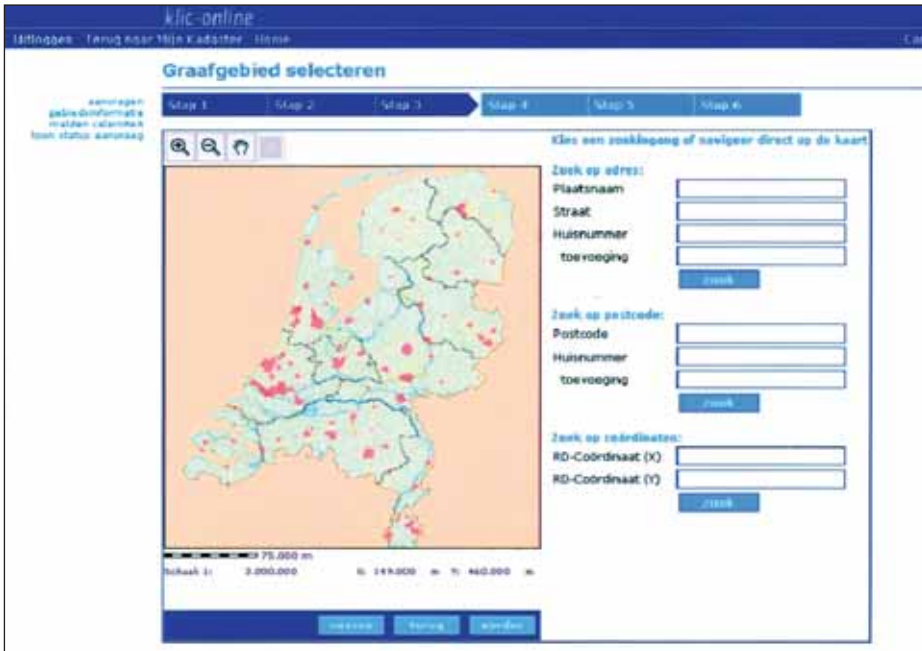 klic-online
Uitloggen Terug naar Mijn Kadaster Home
Graafgebied selecteren
aanvragen
gebiedsinformatie
melden calamiteit
toon status aanvraag
Stap 1 Stap 2 Stap 3 Stap 4 Stap 5 Stap 6
Kies een zoekingang of navigeer direct op de kaart
Zoek op adres:
Plaatsnaam
Straat
Huisnummer
toevoeging
zoek
Zoek op postcode:
Postcode
Huisnummer
toevoeging
zoek
Zoek op coördinaten:
RD-Coördinaat (X)
RD-Coördinaat (Y)
zoek
75.000 m
Schaal 1: 3.000.000 X: 149.000 m Y: 460.000 m
terug verder